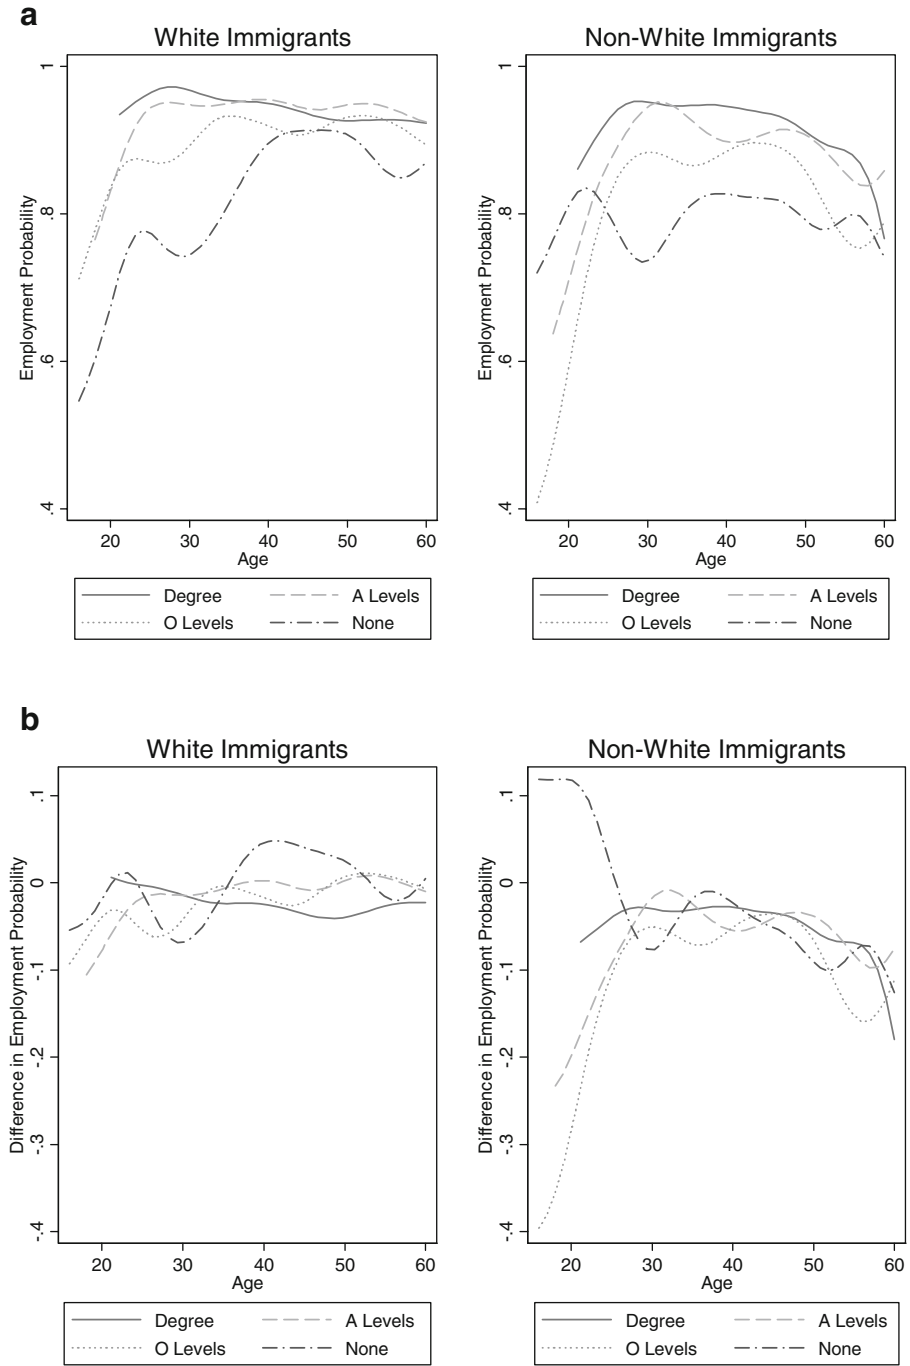 a
White Immigrants
Non-White Immigrants
Employment Probability
1
.8
.6
.4
20 30 40 50 60
Age
Degree A Levels
O Levels None
Employment Probability
1
.8
.6
.4
20 30 40 50 60
Age
Degree A Levels
O Levels None
b
White Immigrants
Non-White Immigrants
Difference in Employment Probability
.1
0
-.1
-.2
-.3
-.4
20 30 40 50 60
Age
Degree A Levels
O Levels None
Difference in Employment Probability
.1
0
-.1
-.2
-.3
-.4
20 30 40 50 60
Age
Degree A Levels
O Levels None